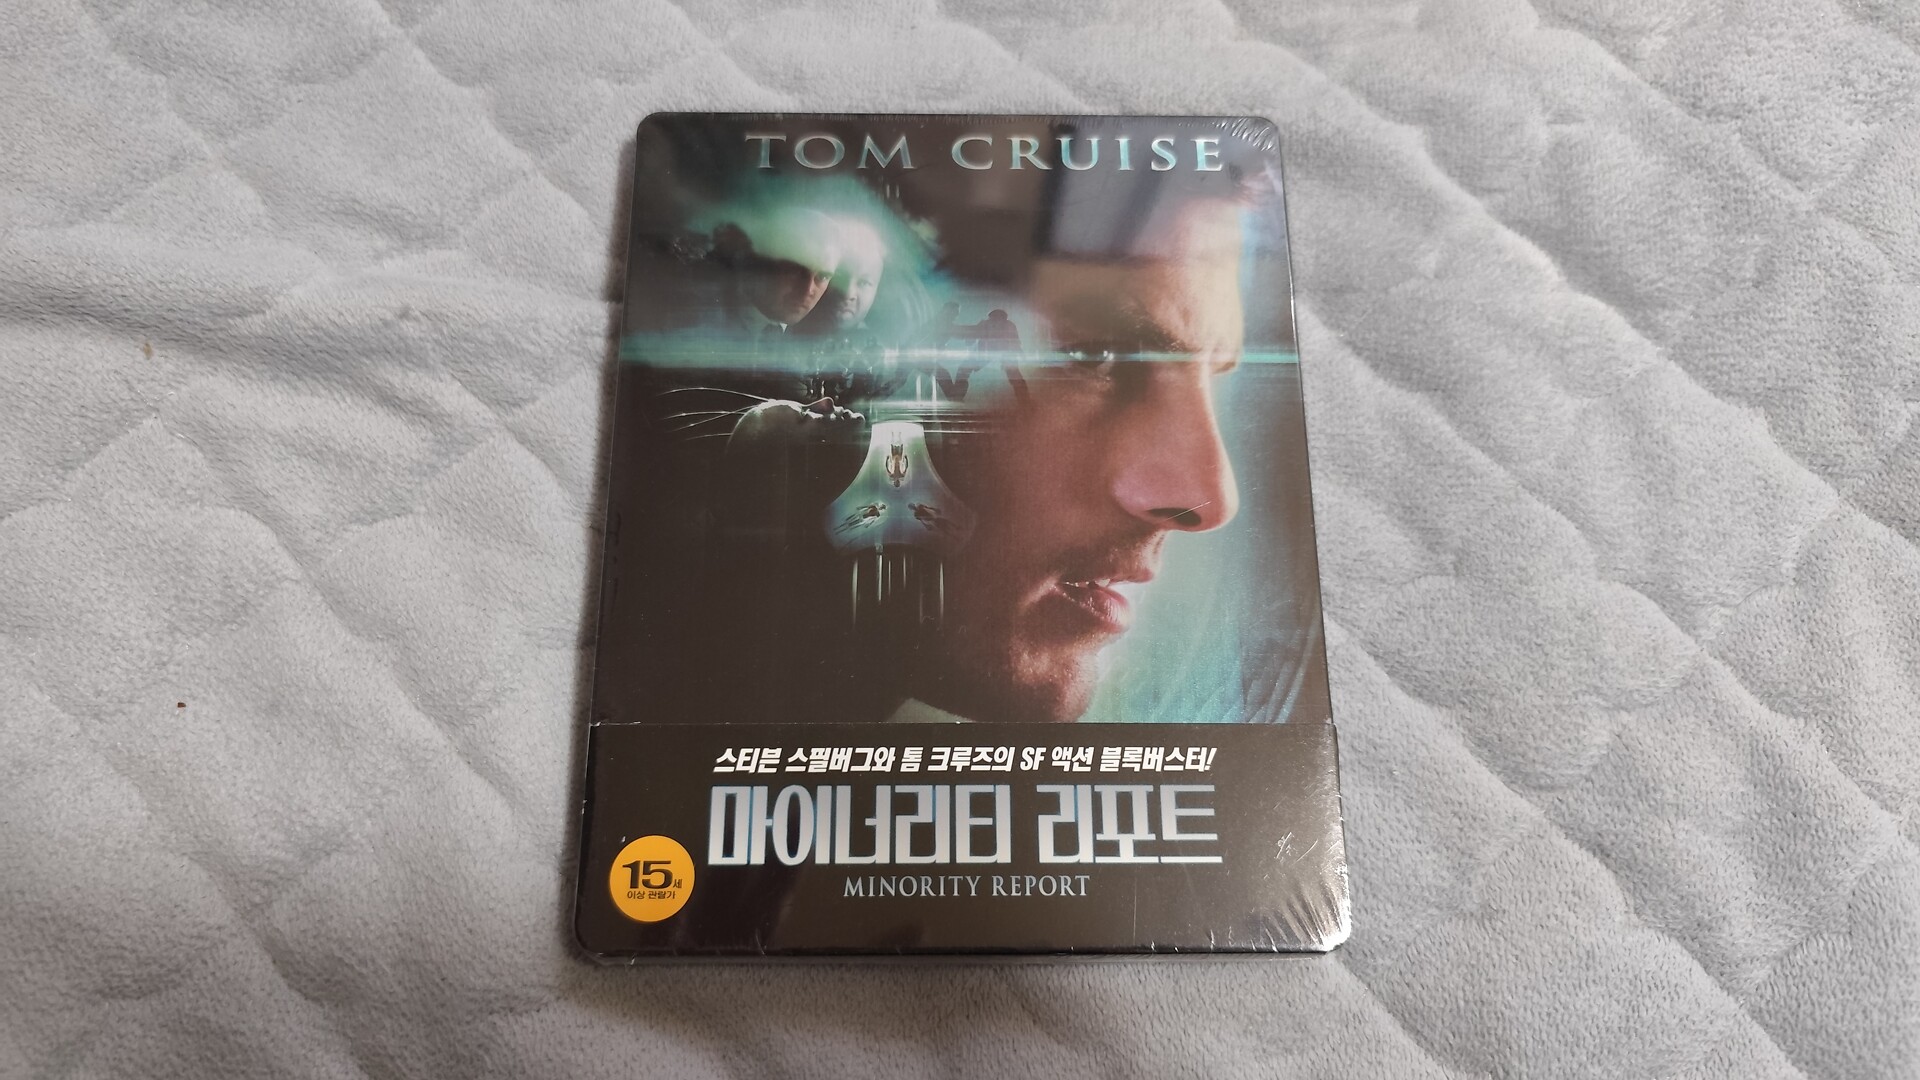 TOM CRUISE
스티븐 스필버그와 톰 크루즈의 SF 액션 블록버스터!
마이너리티 리포트
MINORITY REPORT
15세
이상 관람가